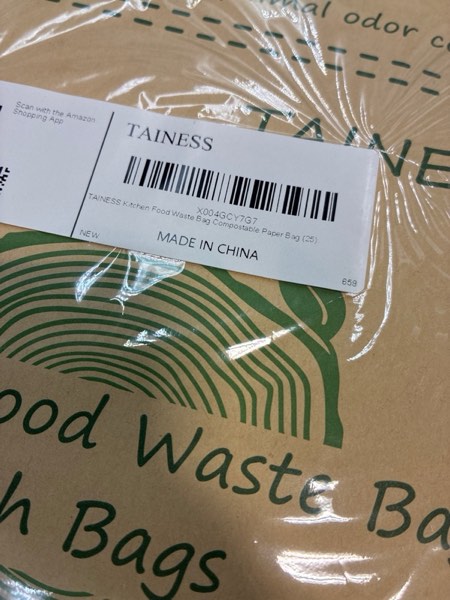 mal odor c
TAINE
Scan with the Amazon
Shopping App
TAINESS
X004GCY7G7
TAINESS Kitchen Food Waste Bag Compostable Paper Bag (25)
NEW
MADE IN CHINA
659
ood Waste Ba
h Bags